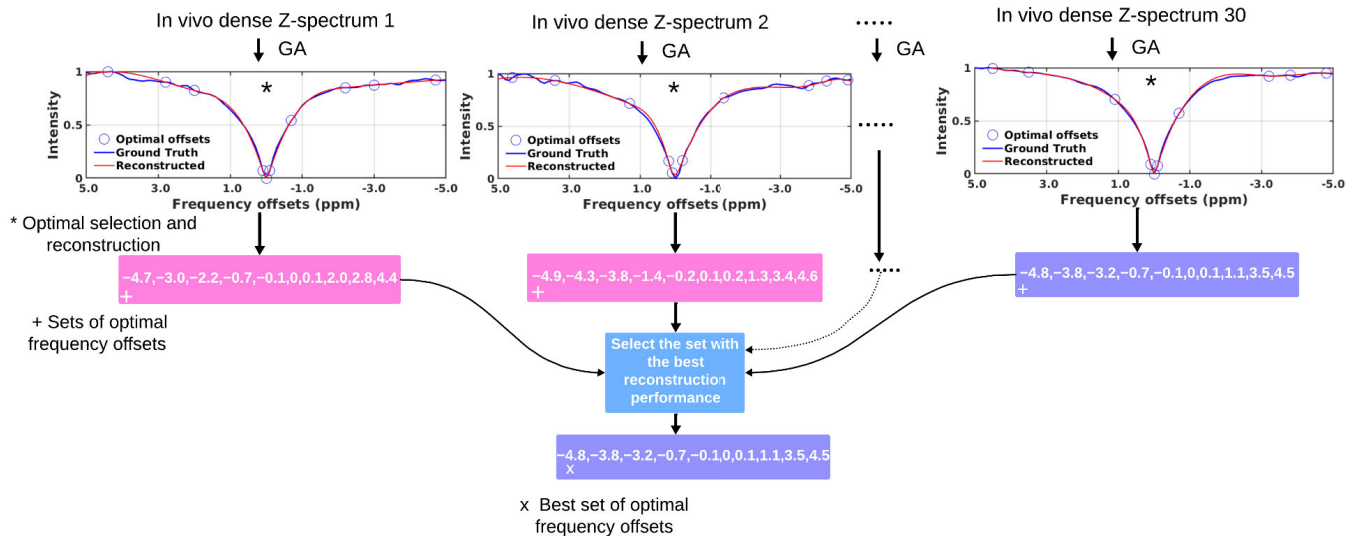 In vivo dense Z-spectrum 1
In vivo dense Z-spectrum 2
.....
In vivo dense Z-spectrum 30
GA
GA
GA
GA
1
0.5
0
Intensity
*
Optimal offsets
Ground Truth
Reconstructed
5.0 3.0 1.0 -1.0 -3.0 -5.0
Frequency offsets (ppm)
1
0.5
0
Intensity
*
Optimal offsets
Ground Truth
Reconstructed
5.0 3.0 1.0 -1.0 -3.0 -5.0
Frequency offsets (ppm)
.....
1
0.5
0
Intensity
*
Optimal offsets
Ground Truth
Reconstructed
5.0 3.0 1.0 -1.0 -3.0 -5.0
Frequency offsets (ppm)
* Optimal selection and
reconstruction
−4.7,−3.0,−2.2,−0.7,−0.1,0,0.1,2.0,2.8,4.4
+
−4.9,−4.3,−3.8,−1.4,−0.2,0.1,0.2,1.3,3.4,4.6
+
.....
−4.8,−3.8,−3.2,−0.7,−0.1,0,0.1,1.1,3.5,4.5
+
+ Sets of optimal
frequency offsets
Select the set with
the best
reconstruction
performance
−4.8,−3.8,−3.2,−0.7,−0.1,0,0.1,1.1,3.5,4.5
x
x Best set of optimal
frequency offsets